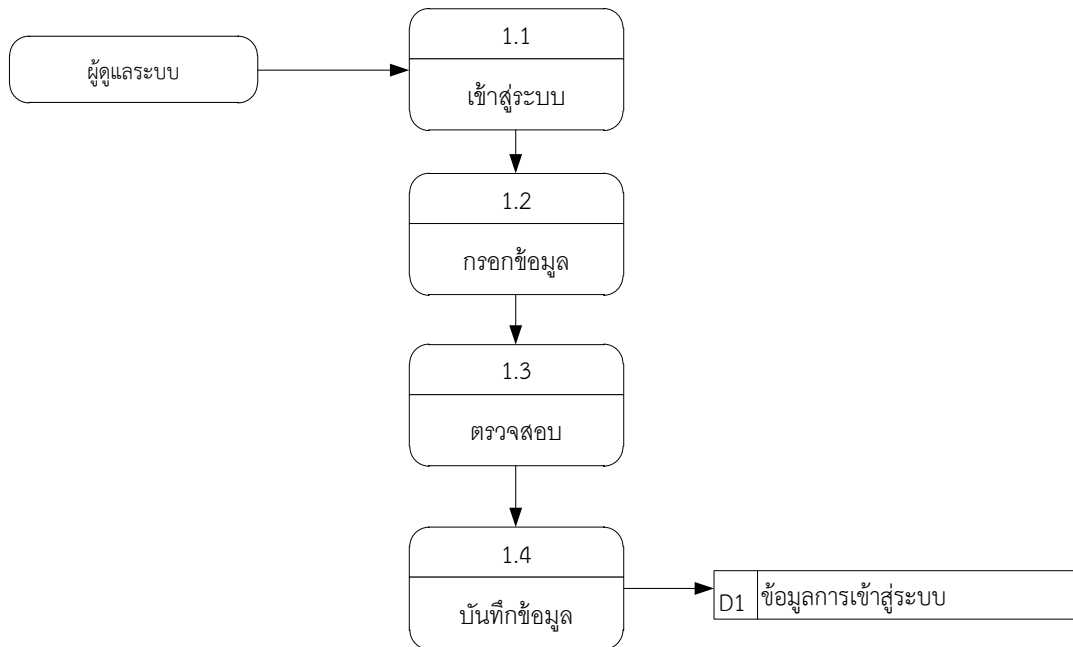 1.1
ผู้ดูแลระบบ
เข้าสู่ระบบ
1.2
กรอกข้อมูล
1.3
ตรวจสอบ
1.4
บันทึกข้อมูล
D1 ข้อมูลการเข้าสู่ระบบ